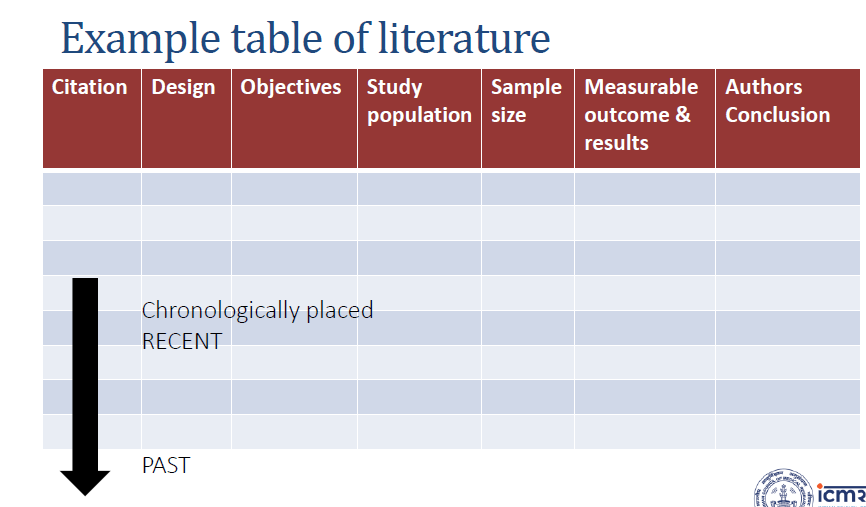 Example table of literature
Citation
Design
Objectives
Study
population
Sample
size
Measurable
outcome &
results
Authors
Conclusion
Chronologically placed
RECENT
PAST
icmr